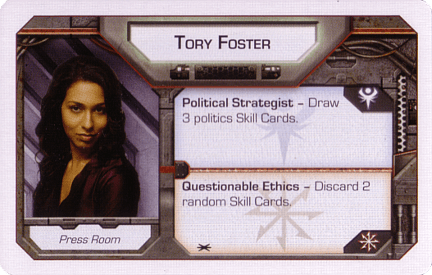 TORY FOSTER
Political Strategist – Draw
3 politics Skill Cards.
Questionable Ethics – Discard 2
random Skill Cards.
Press Room